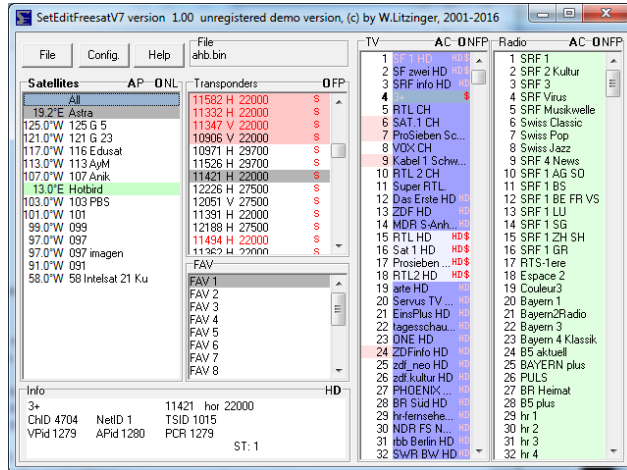 SetEditFreesatV7 version 1.00 unregistered demo version, (c) by W.Litzinger, 2001-2016
File
Config.
Help
File
ahb.bin
Satellites AP ONL
All
19.2°E Astra
125.0°W 125 G 5
121.0°W 121 G 23
117.0°W 116 Edusat
113.0°W 113 AyM
107.0°W 107 Anik
13.0°E Hotbird
103.0°W 103 PBS
101.0°W 101
99.0°W 099
97.0°W 097
97.0°W 097 imagen
91.0°W 091
58.0°W 58 Intelsat 21 Ku
Transponders OFP
11582 H 22000 S
11332 H 22000 S
11347 V 22000 S
10906 V 22000 S
10971 H 29700 S
11526 H 29700 S
11421 H 22000 S
12226 H 27500 S
12051 V 27500 S
11391 H 22000 S
12188 H 27500 S
11494 H 22000 S
11362 H 22000 S
FAV
FAV 1
FAV 2
FAV 3
FAV 4
FAV 5
FAV 6
FAV 7
FAV 8
Info HD
3+ 11421 hor 22000
ChID 4704 NetID 1 TSID 1015
VPid 1279 APid 1280 PCR 1279
ST: 1
TV AC ONFP
1 SF 1 HD HD$
2 SF zwei HD HD$
3 SRF info HD HD
4 3+ $
5 RTL CH
6 SAT.1 CH
7 ProSieben Sc...
8 VOX CH
9 Kabel 1 Schw...
10 RTL 2 CH
11 Super RTL.
12 Das Erste HD HD
13 ZDF HD HD
14 MDR S-Anh... HD
15 RTL HD HD$
16 Sat 1 HD HD$
17 Prosieben ... HD$
18 RTL2 HD HD$
19 arte HD HD
20 Servus TV ... HD
21 EinsPlus HD HD
22 tagesschau... HD
23 ONE HD HD
24 ZDFinfo HD HD
25 zdf_neo HD HD
26 zdf.kultur HD HD
27 PHOENIX ... HD
28 BR Süd HD HD
29 hr-fernsehe... HD
30 NDR FS N... HD
31 rbb Berlin HD HD
32 SWR BW HD HD
Radio AC ONFP
1 SRF 1
2 SRF 2 Kultur
3 SRF 3
4 SRF Virus
5 SRF Musikwelle
6 Swiss Classic
7 Swiss Pop
8 Swiss Jazz
9 SRF 4 News
10 SRF 1 AG SO
11 SRF 1 BS
12 SRF 1 BE FR VS
13 SRF 1 LU
14 SRF 1 SG
15 SRF 1 ZH SH
16 SRF 1 GR
17 RTS-1ere
18 Espace 2
19 Couleur3
20 Bayern 1
21 Bayern2Radio
22 Bayern 3
23 Bayern 4 Klassik
24 B5 aktuell
25 BAYERN plus
26 PULS
27 BR Heimat
28 B5 plus
29 hr 1
30 hr 2
31 hr 3
32 hr 4